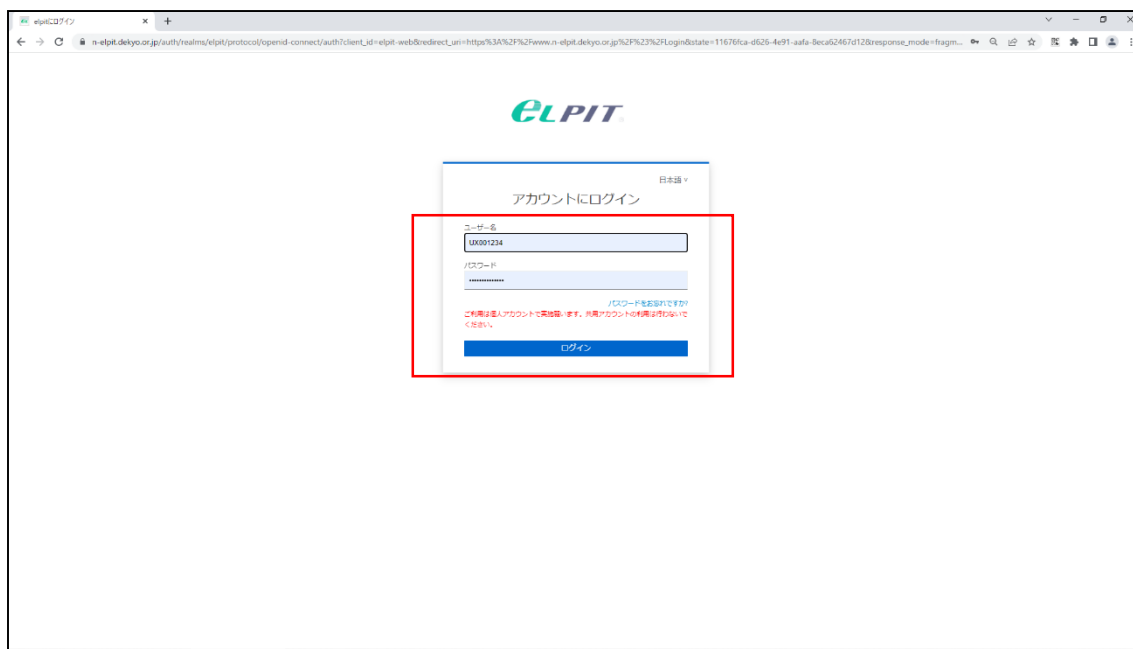 elpitにログイン
n-elpit.dekyo.or.jp/auth/realms/elpit/protocol/openid-connect/auth?client_id=elpit-web&redirect_uri=https%3A%2F%2Fwww.n-elpit.dekyo.or.jp%2F%23%2FLogin&state=11676fca-d626-4e91-aafa-8eca62467d12&response_mode=fragm...
eLPIT
日本語
アカウントにログイン
ユーザー名
UX001234
パスワード
••••••••••••••
パスワードをお忘れですか?
ご利用は個人アカウントで実施願います。共用アカウントの利用は行わないで
ください。
ログイン